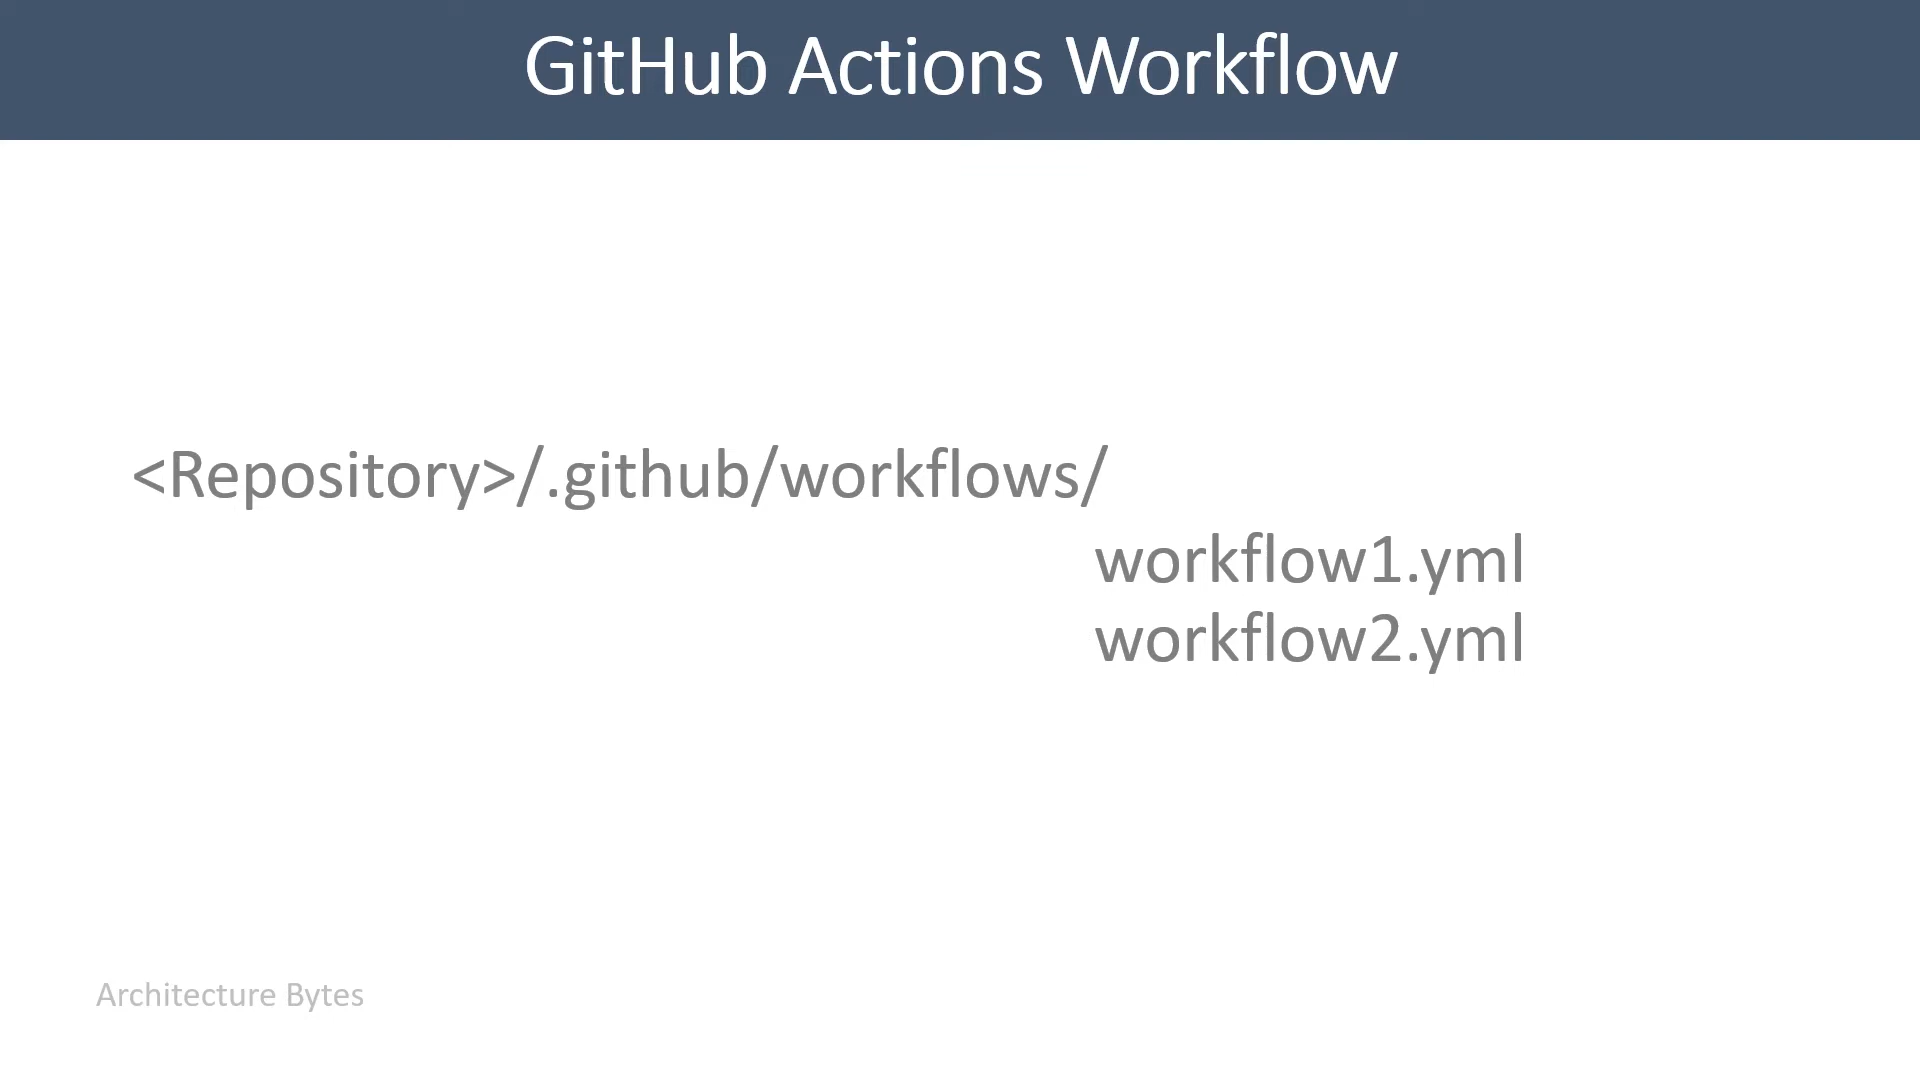 GitHub Actions Workflow
<Repository>/.github/workflows/
workflow1.yml
workflow2.yml
Architecture Bytes